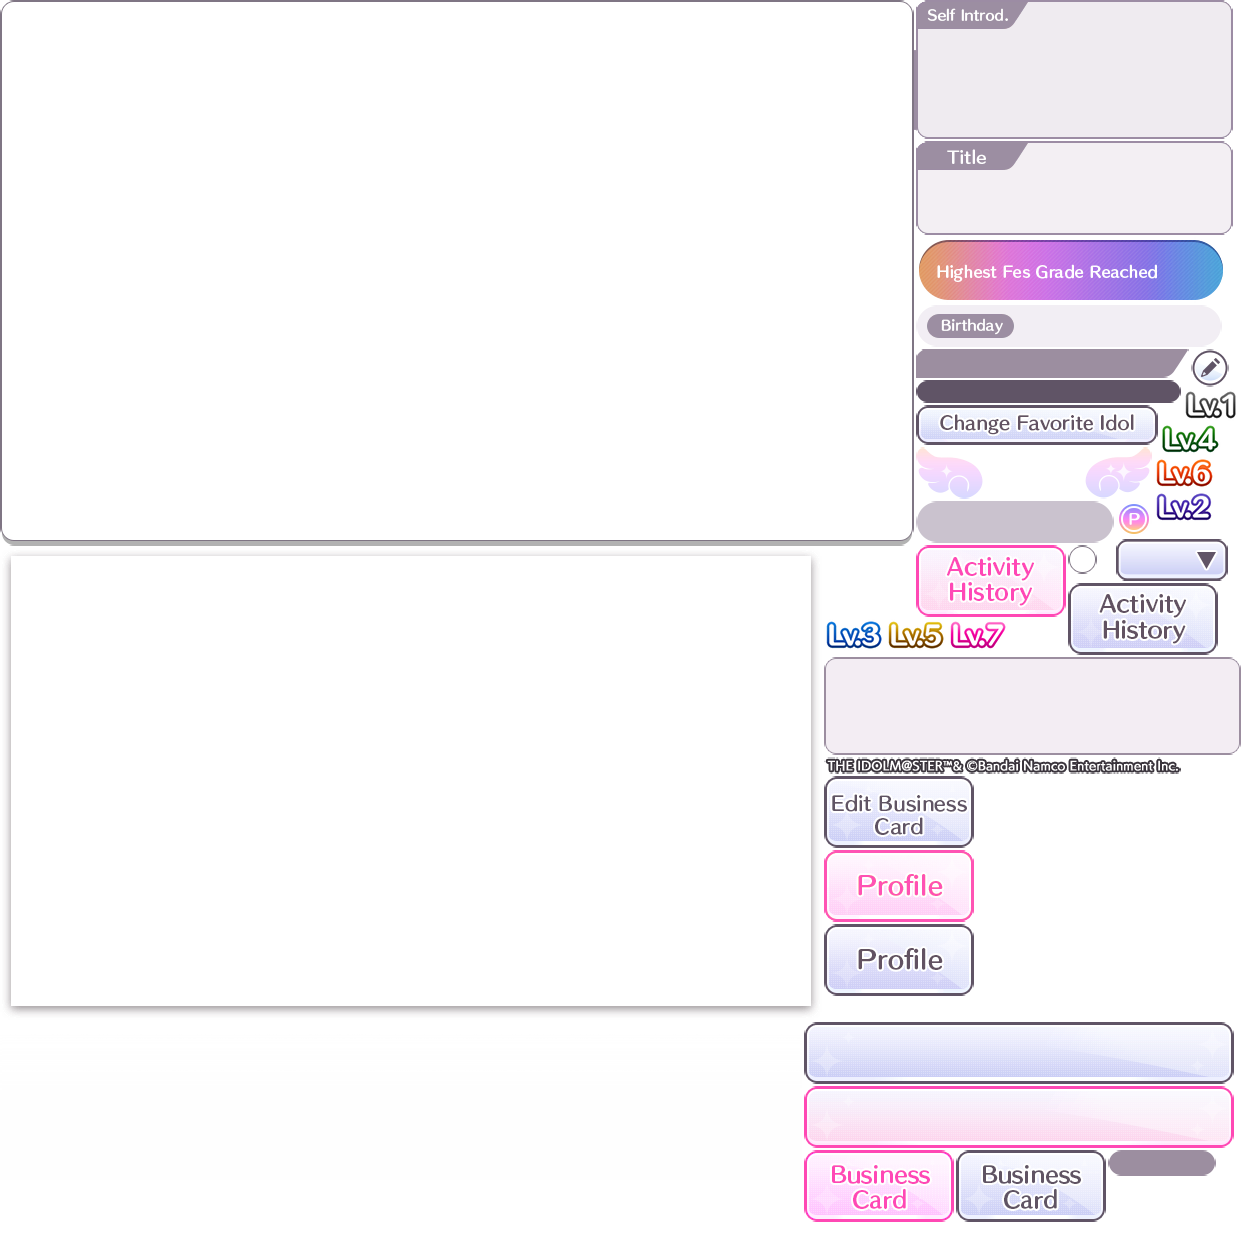 Self Introd.
Title
Highest Fes Grade Reached
Birthday
Lv.1
Change Favorite Idol
Lv.4
Lv.6
Lv.2
P
Activity
History
Activity
History
Lv.3 Lv.5 Lv.7
THE IDOLM@STER™& ©Bandai Namco Entertainment Inc.
Edit Business
Card
Profile
Profile
Business
Card
Business
Card